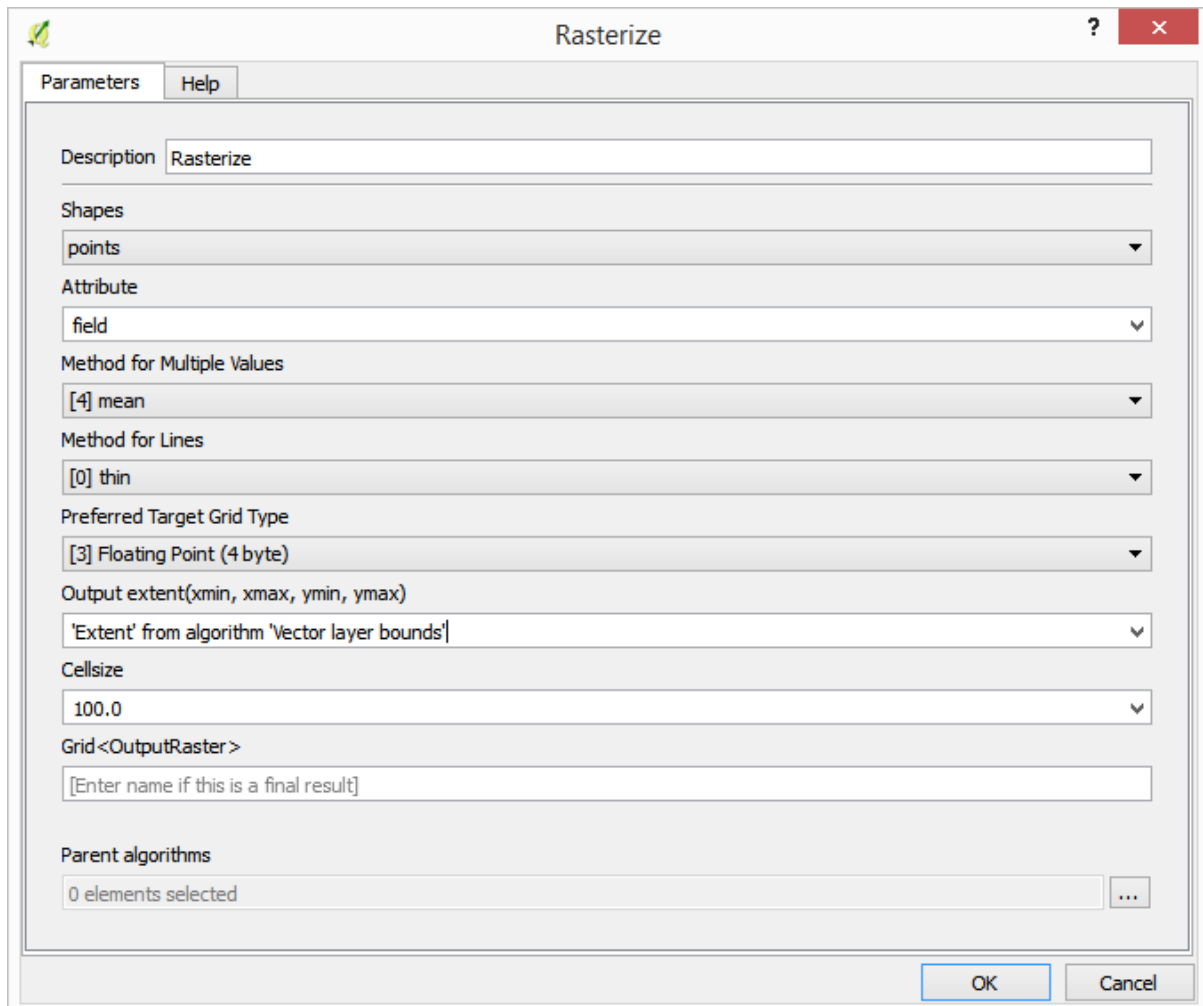 Rasterize
?
Parameters
Help
Description Rasterize
Shapes
points
Attribute
field
Method for Multiple Values
[4] mean
Method for Lines
[0] thin
Preferred Target Grid Type
[3] Floating Point (4 byte)
Output extent(xmin, xmax, ymin, ymax)
'Extent' from algorithm 'Vector layer bounds'
Cellsize
100.0
Grid<OutputRaster>
[Enter name if this is a final result]
Parent algorithms
0 elements selected
...
OK
Cancel